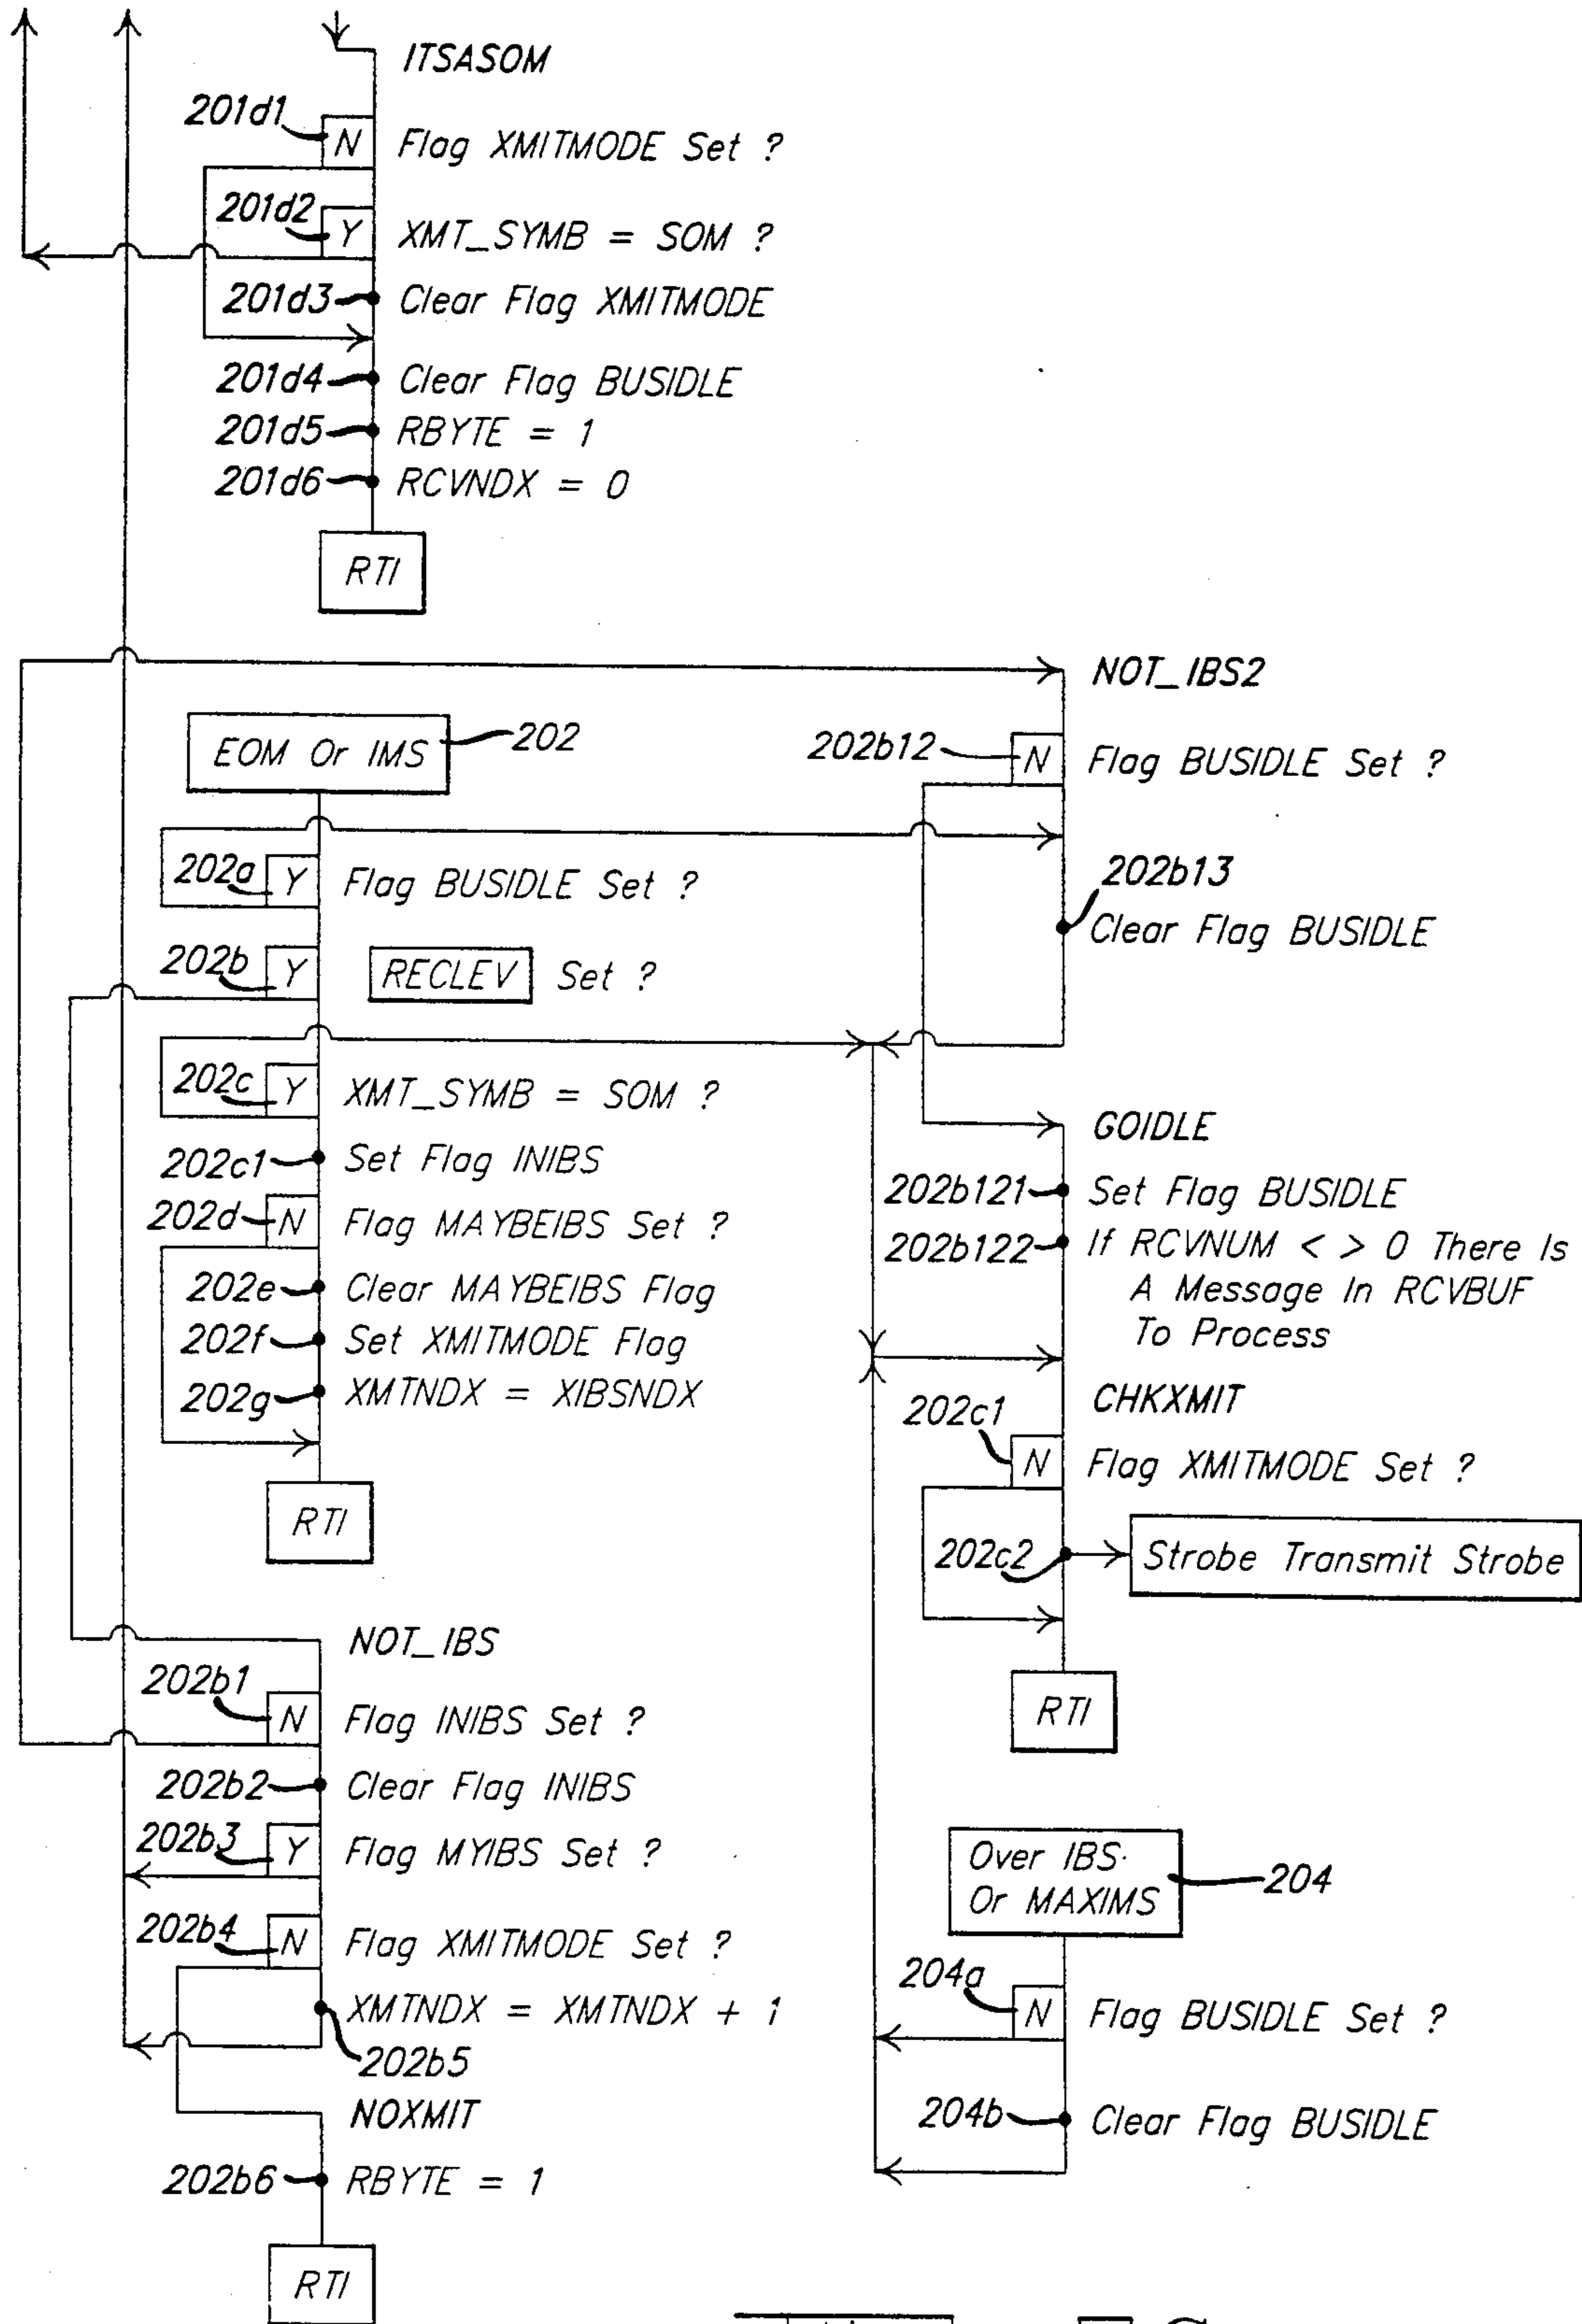 ITSASOM
201d1
N Flag XMITMODE Set ?
201d2
Y XMT_SYMB = SOM ?
201d3 Clear Flag XMITMODE
201d4 Clear Flag BUSIDLE
201d5 RBYTE = 1
201d6 RCVNDX = 0
RTI
EOM Or IMS 202
202a Y Flag BUSIDLE Set ?
202b Y RECLEV Set ?
202c Y XMT_SYMB = SOM ?
202c1 Set Flag INIBS
202d N Flag MAYBEIBS Set ?
202e Clear MAYBEIBS Flag
202f Set XMITMODE Flag
202g XMTNDX = XIBSNDX
RTI
NOT_IBS
202b1
N Flag INIBS Set ?
202b2 Clear Flag INIBS
202b3 Y Flag MYIBS Set ?
202b4 N Flag XMITMODE Set ?
XMTNDX = XMTNDX + 1
202b5
NOXMIT
202b6 RBYTE = 1
RTI
NOT_IBS2
202b12 N Flag BUSIDLE Set ?
202b13
Clear Flag BUSIDLE
GOIDLE
202b121 Set Flag BUSIDLE
202b122 If RCVNUM < > 0 There Is
A Message In RCVBUF
To Process
CHKXMIT
202c1
N Flag XMITMODE Set ?
202c2 Strobe Transmit Strobe
RTI
Over IBS
Or MAXIMS 204
204a
N Flag BUSIDLE Set ?
204b Clear Flag BUSIDLE